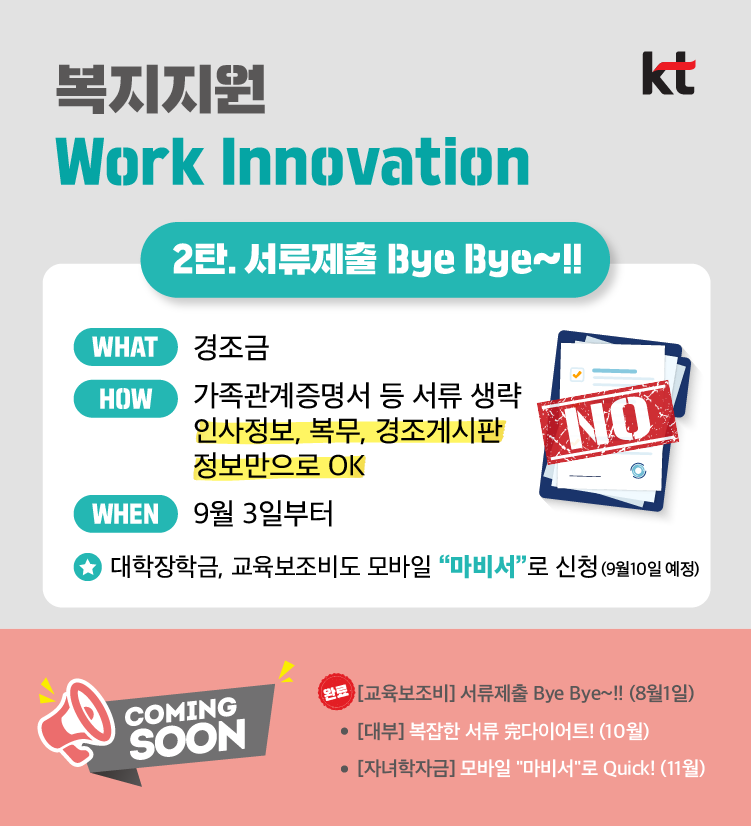 복지지원
kt
Work Innovation
2탄. 서류제출 Bye Bye~!!
WHAT 경조금
HOW 가족관계증명서 등 서류 생략
인사정보, 복무, 경조게시판
정보만으로 OK
NO
WHEN 9월 3일부터
대학장학금, 교육보조비도 모바일 “마비서”로 신청(9월10일 예정)
COMING
SOON
완료 [교육보조비] 서류제출 Bye Bye~!! (8월1일)
• [대부] 복잡한 서류 完다이어트! (10월)
• [자녀학자금] 모바일 "마비서"로 Quick! (11월)